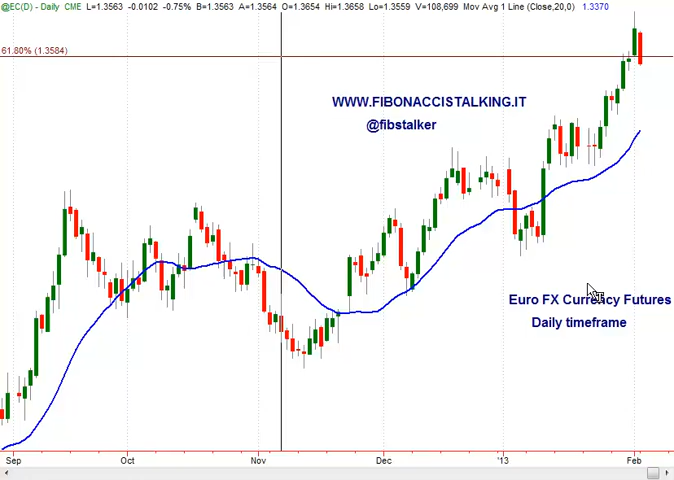 @EC(D) - Daily CME L=1.3563 -0.0102 -0.75% B=1.3563 A=1.3564 O=1.3654 Hi=1.3658 Lo=1.3559 V=108,699 Mov Avg 1 Line (Close,20,0) 1.3370
61.80% (1.3584)
WWW.FIBONACCISTALKING.IT
@fibstalker
Euro FX Currency Futures
Daily timeframe
Sep Oct Nov Dec '13 Feb